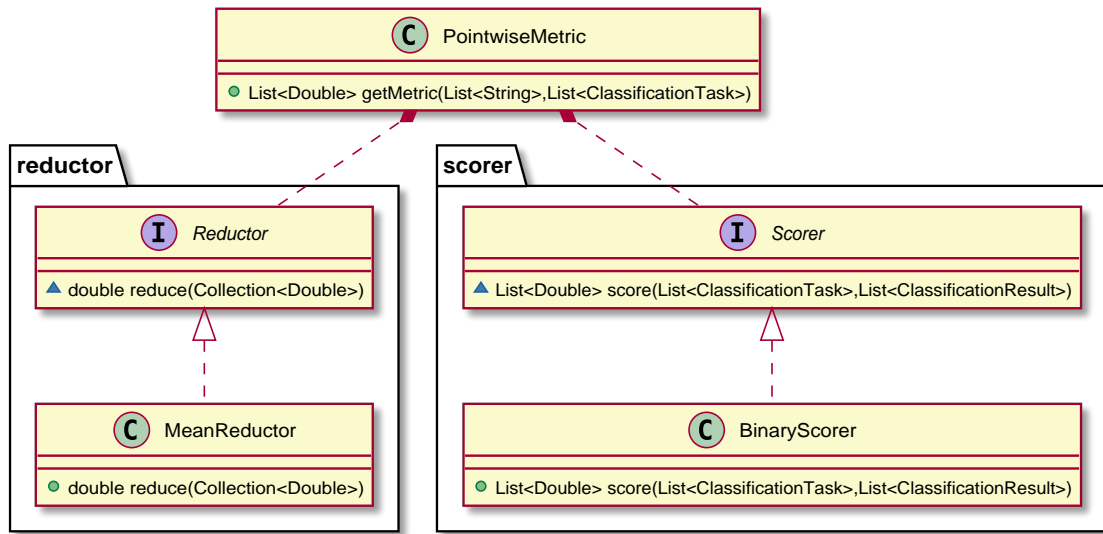 C PointwiseMetric
List<Double> getMetric(List<String>,List<ClassificationTask>)
reductor
I Reductor
double reduce(Collection<Double>)
C MeanReductor
double reduce(Collection<Double>)
scorer
I Scorer
List<Double> score(List<ClassificationTask>,List<ClassificationResult>)
C BinaryScorer
List<Double> score(List<ClassificationTask>,List<ClassificationResult>)